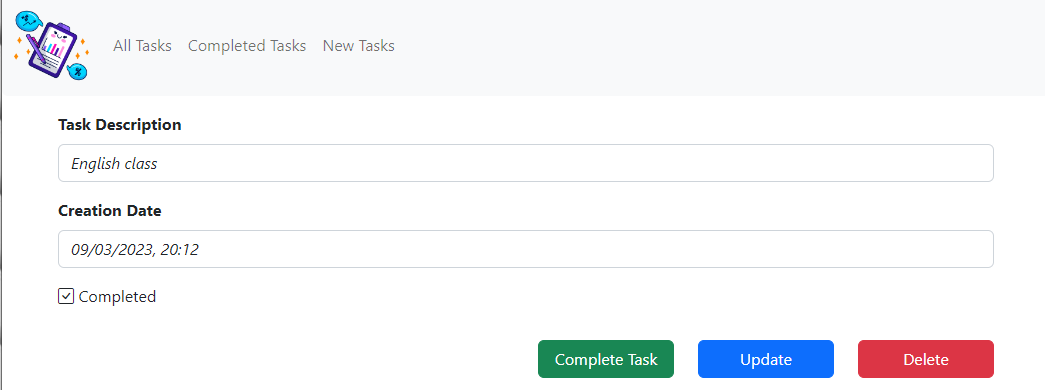 All Tasks Completed Tasks New Tasks
Task Description
English class
Creation Date
09/03/2023, 20:12
Completed
Complete Task Update Delete